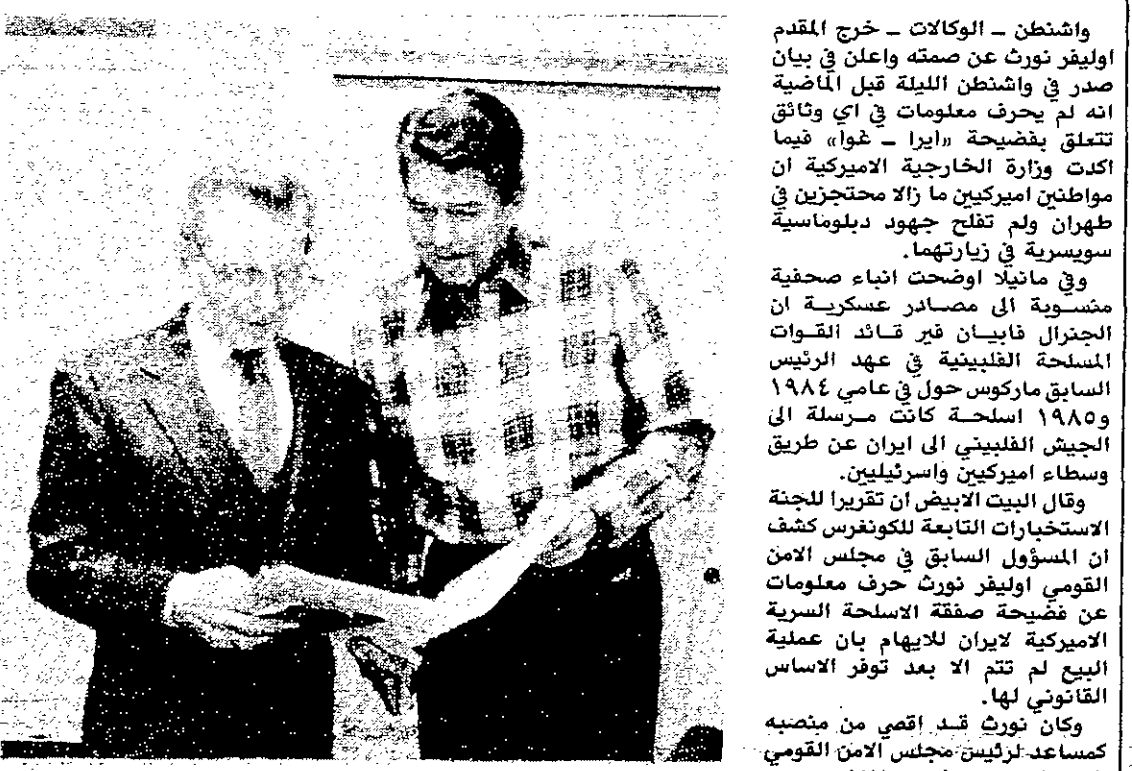 واشنطن ـ الوكالات ـ خرج المقدم
اوليفر نورث عن صمته واعلن في بيان
صدر في واشنطن الليلة قبل الماضية
انه لم يحرف معلومات في اي وثائق
تتعلق بفضيحة «ايرا ـ غوا» فيما
اكدت وزارة الخارجية الاميركية ان
مواطنين اميركيين ما زالا محتجزين في
طهران ولم تفلح جهود دبلوماسية
سويسرية في زيارتهما.
وفي مانيلا اوضحت انباء صحفية
منسوبة الى مصادر عسكرية ان
الجنرال فابيان فير قائد القوات
المسلحة الفلبينية في عهد الرئيس
السابق ماركوس حول في عامي ١٩٨٤
و١٩٨٥ اسلحة كانت مرسلة الى
الجيش الفلبيني الى ايران عن طريق
وسطاء اميركيين واسرئيليين.
وقال البيت الابيض ان تقريرا للجنة
الاستخبارات التابعة للكونغرس كشف
ان المسؤول السابق في مجلس الامن
القومي اوليفر نورث حرف معلومات
عن فضيحة صفقة الاسلحة السرية
الاميركية لايران للايهام بان عملية
البيع لم تتم الا بعد توفر الاساس
القانوني لها.
وكان نورث قد اقصي من منصبه
كمساعد لرئيس مجلس الامن القومي